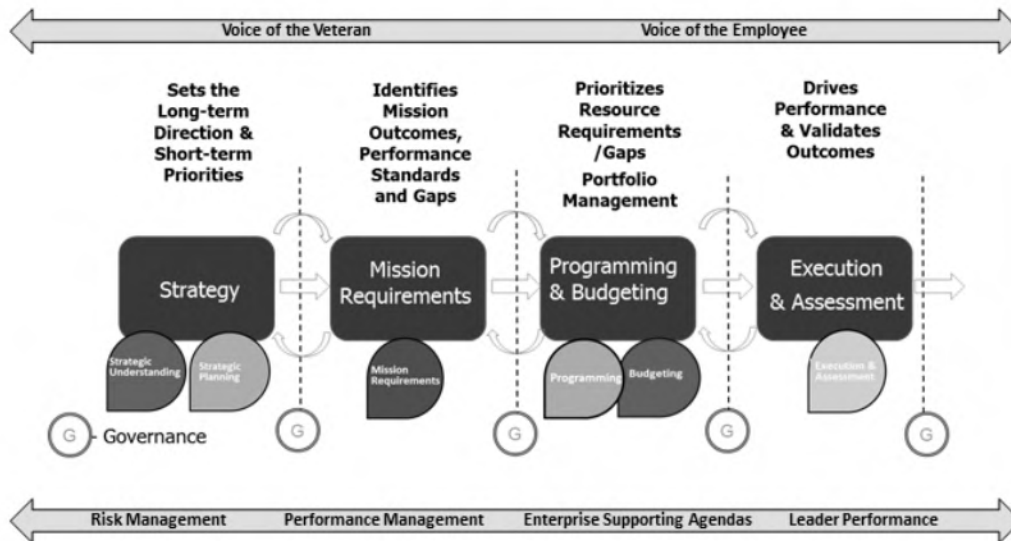 Voice of the Veteran
Voice of the Employee
Sets the
Long-term
Direction &
Short-term
Priorities
Identifies
Mission
Outcomes,
Performance
Standards
and Gaps
Prioritizes
Resource
Requirements
/Gaps
Portfolio
Management
Drives
Performance
& Validates
Outcomes
Strategy
Mission
Requirements
Programming
& Budgeting
Execution
& Assessment
Strategic
Understanding
Strategic
Planning
Mission
Requirements
Programming
Budgeting
Execution &
Assessment
G - Governance
G
G
G
G
Risk Management
Performance Management
Enterprise Supporting Agendas
Leader Performance